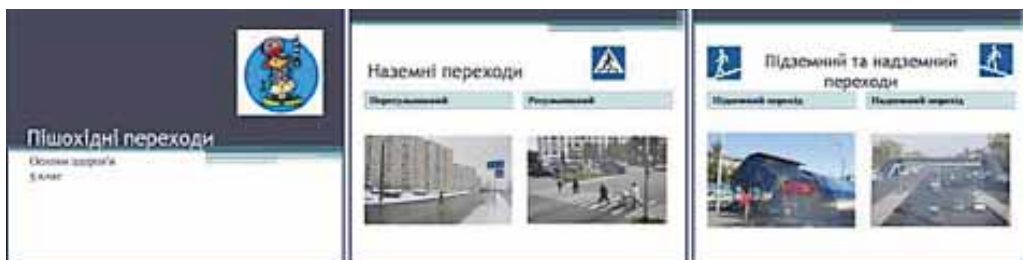 Пішохідні переходи
Основи здоров'я
5 клас
Наземні переходи
Нерегульований
Регульований
Підземний та надземний
переходи
Підземний перехід
Надземний перехід